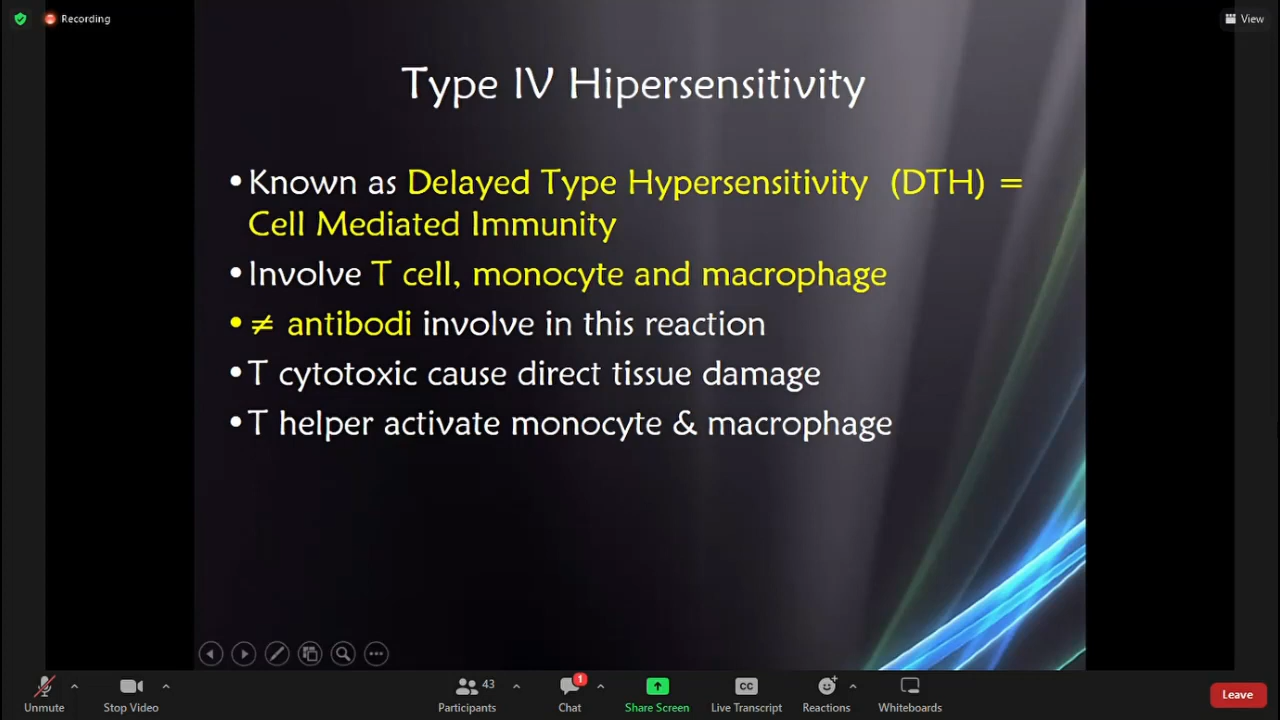 Recording
View
Type IV Hipersensitivity
•Known as Delayed Type Hypersensitivity (DTH) =
Cell Mediated Immunity
•Involve T cell, monocyte and macrophage
•≠ antibodi involve in this reaction
•T cytotoxic cause direct tissue damage
•T helper activate monocyte & macrophage
43
1
CC
Unmute
Stop Video
Participants
Chat
Share Screen
Live Transcript
Reactions
Whiteboards
Leave